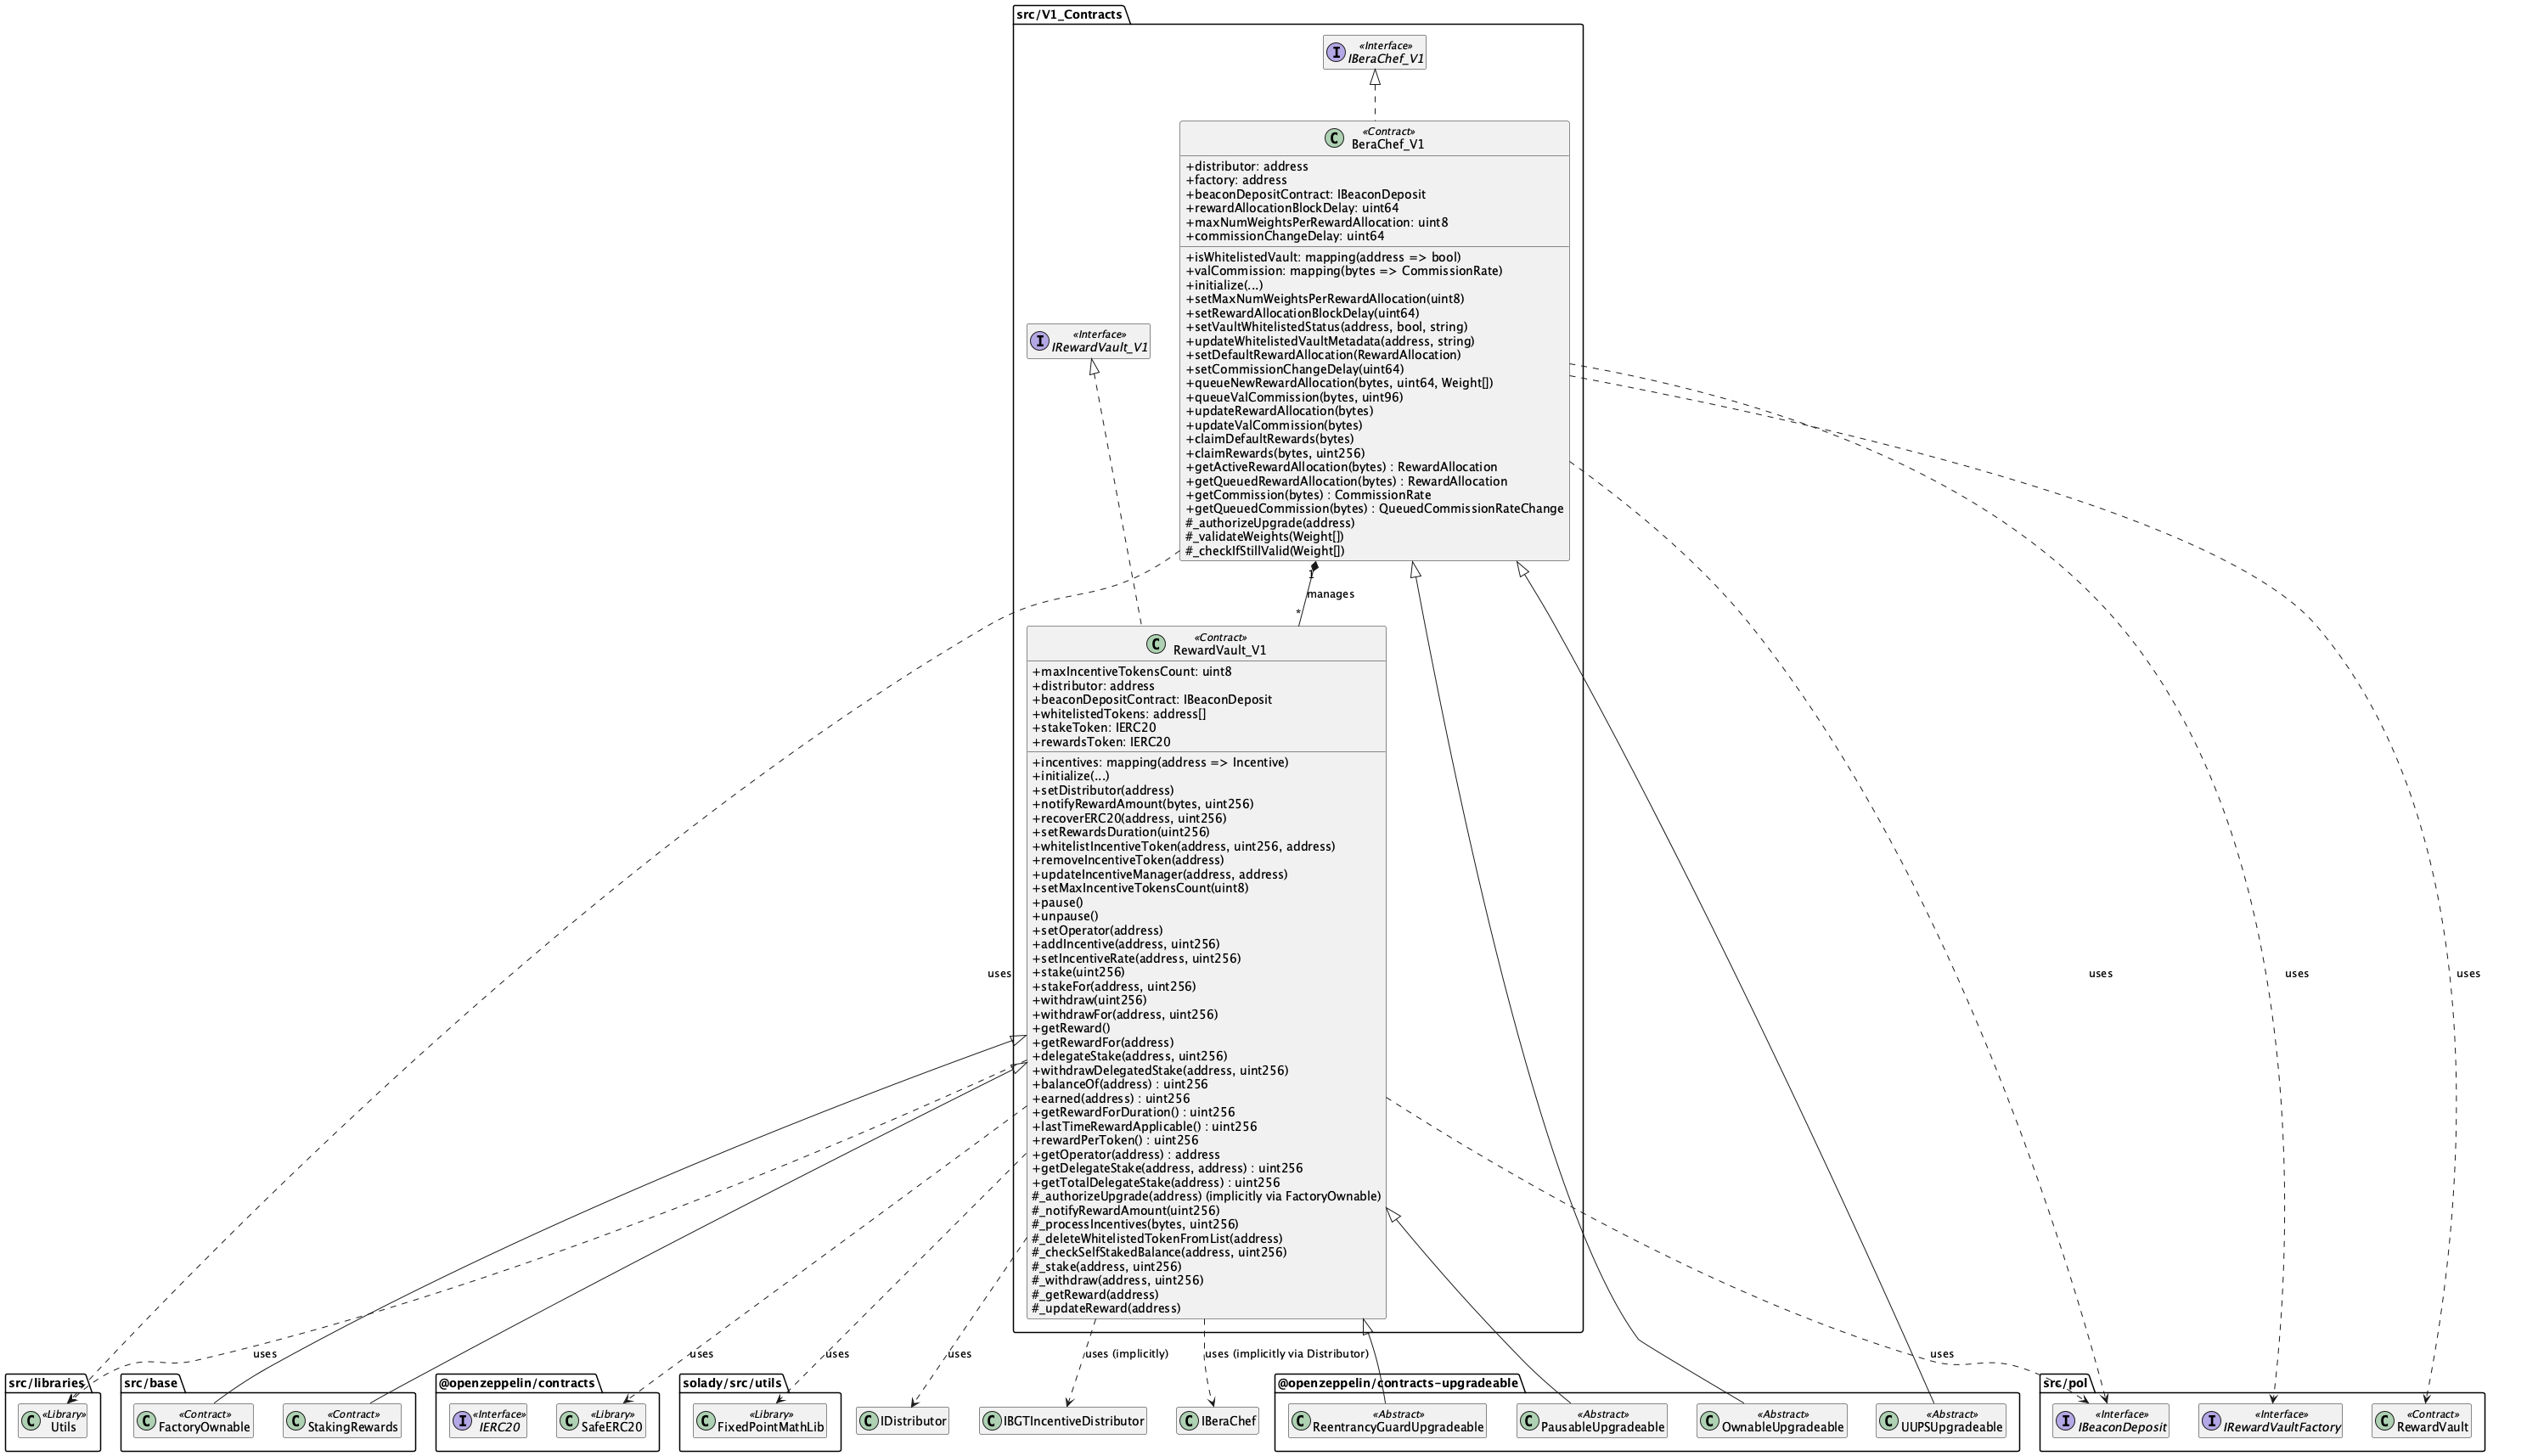 src/V1_Contracts
«Interface»
IBeraChef_V1
«Contract»
BeraChef_V1
+distributor: address
+factory: address
+beaconDepositContract: IBeaconDeposit
+rewardAllocationBlockDelay: uint64
+maxNumWeightsPerRewardAllocation: uint8
+commissionChangeDelay: uint64
+isWhitelistedVault: mapping(address => bool)
+valCommission: mapping(bytes => CommissionRate)
+initialize(...)
+setMaxNumWeightsPerRewardAllocation(uint8)
+setRewardAllocationBlockDelay(uint64)
+setVaultWhitelistedStatus(address, bool, string)
+updateWhitelistedVaultMetadata(address, string)
+setDefaultRewardAllocation(RewardAllocation)
+setCommissionChangeDelay(uint64)
+queueNewRewardAllocation(bytes, uint64, Weight[])
+queueValCommission(bytes, uint96)
+updateRewardAllocation(bytes)
+updateValCommission(bytes)
+claimDefaultRewards(bytes)
+claimRewards(bytes, uint256)
+getActiveRewardAllocation(bytes) : RewardAllocation
+getQueuedRewardAllocation(bytes) : RewardAllocation
+getCommission(bytes) : CommissionRate
+getQueuedCommission(bytes) : QueuedCommissionRateChange
#_authorizeUpgrade(address)
#_validateWeights(Weight[])
#_checkIfStillValid(Weight[])
«Interface»
IRewardVault_V1
1
manages
*
«Contract»
RewardVault_V1
+maxIncentiveTokensCount: uint8
+distributor: address
+beaconDepositContract: IBeaconDeposit
+whitelistedTokens: address[]
+stakeToken: IERC20
+rewardsToken: IERC20
+incentives: mapping(address => Incentive)
+initialize(...)
+setDistributor(address)
+notifyRewardAmount(bytes, uint256)
+recoverERC20(address, uint256)
+setRewardsDuration(uint256)
+whitelistIncentiveToken(address, uint256, address)
+removeIncentiveToken(address)
+updateIncentiveManager(address, address)
+setMaxIncentiveTokensCount(uint8)
+pause()
+unpause()
+setOperator(address)
+addIncentive(address, uint256)
+setIncentiveRate(address, uint256)
+stake(uint256)
+stakeFor(address, uint256)
+withdraw(uint256)
+withdrawFor(address, uint256)
+getReward()
+getRewardFor(address)
+delegateStake(address, uint256)
+withdrawDelegatedStake(address, uint256)
+balanceOf(address) : uint256
+earned(address) : uint256
+getRewardForDuration() : uint256
+lastTimeRewardApplicable() : uint256
+rewardPerToken() : uint256
+getOperator(address) : address
+getDelegateStake(address, address) : uint256
+getTotalDelegateStake(address) : uint256
#_authorizeUpgrade(address) (implicitly via FactoryOwnable)
#_notifyRewardAmount(uint256)
#_processIncentives(bytes, uint256)
#_deleteWhitelistedTokenFromList(address)
#_checkSelfStakedBalance(address, uint256)
#_stake(address, uint256)
#_withdraw(address, uint256)
#_getReward(address)
#_updateReward(address)
uses
uses
uses
uses
uses
uses
uses
uses
uses (implicitly)
uses (implicitly via Distributor)
uses
src/libraries
«Library»
Utils
src/base
«Contract»
FactoryOwnable
«Contract»
StakingRewards
@openzeppelin/contracts
«Interface»
IERC20
«Library»
SafeERC20
solady/src/utils
«Library»
FixedPointMathLib
IDistributor
IBGTIncentiveDistributor
IBeraChef
@openzeppelin/contracts-upgradeable
«Abstract»
ReentrancyGuardUpgradeable
«Abstract»
PausableUpgradeable
«Abstract»
OwnableUpgradeable
«Abstract»
UUPSUpgradeable
src/pol
«Interface»
IBeaconDeposit
«Interface»
IRewardVaultFactory
«Contract»
RewardVault